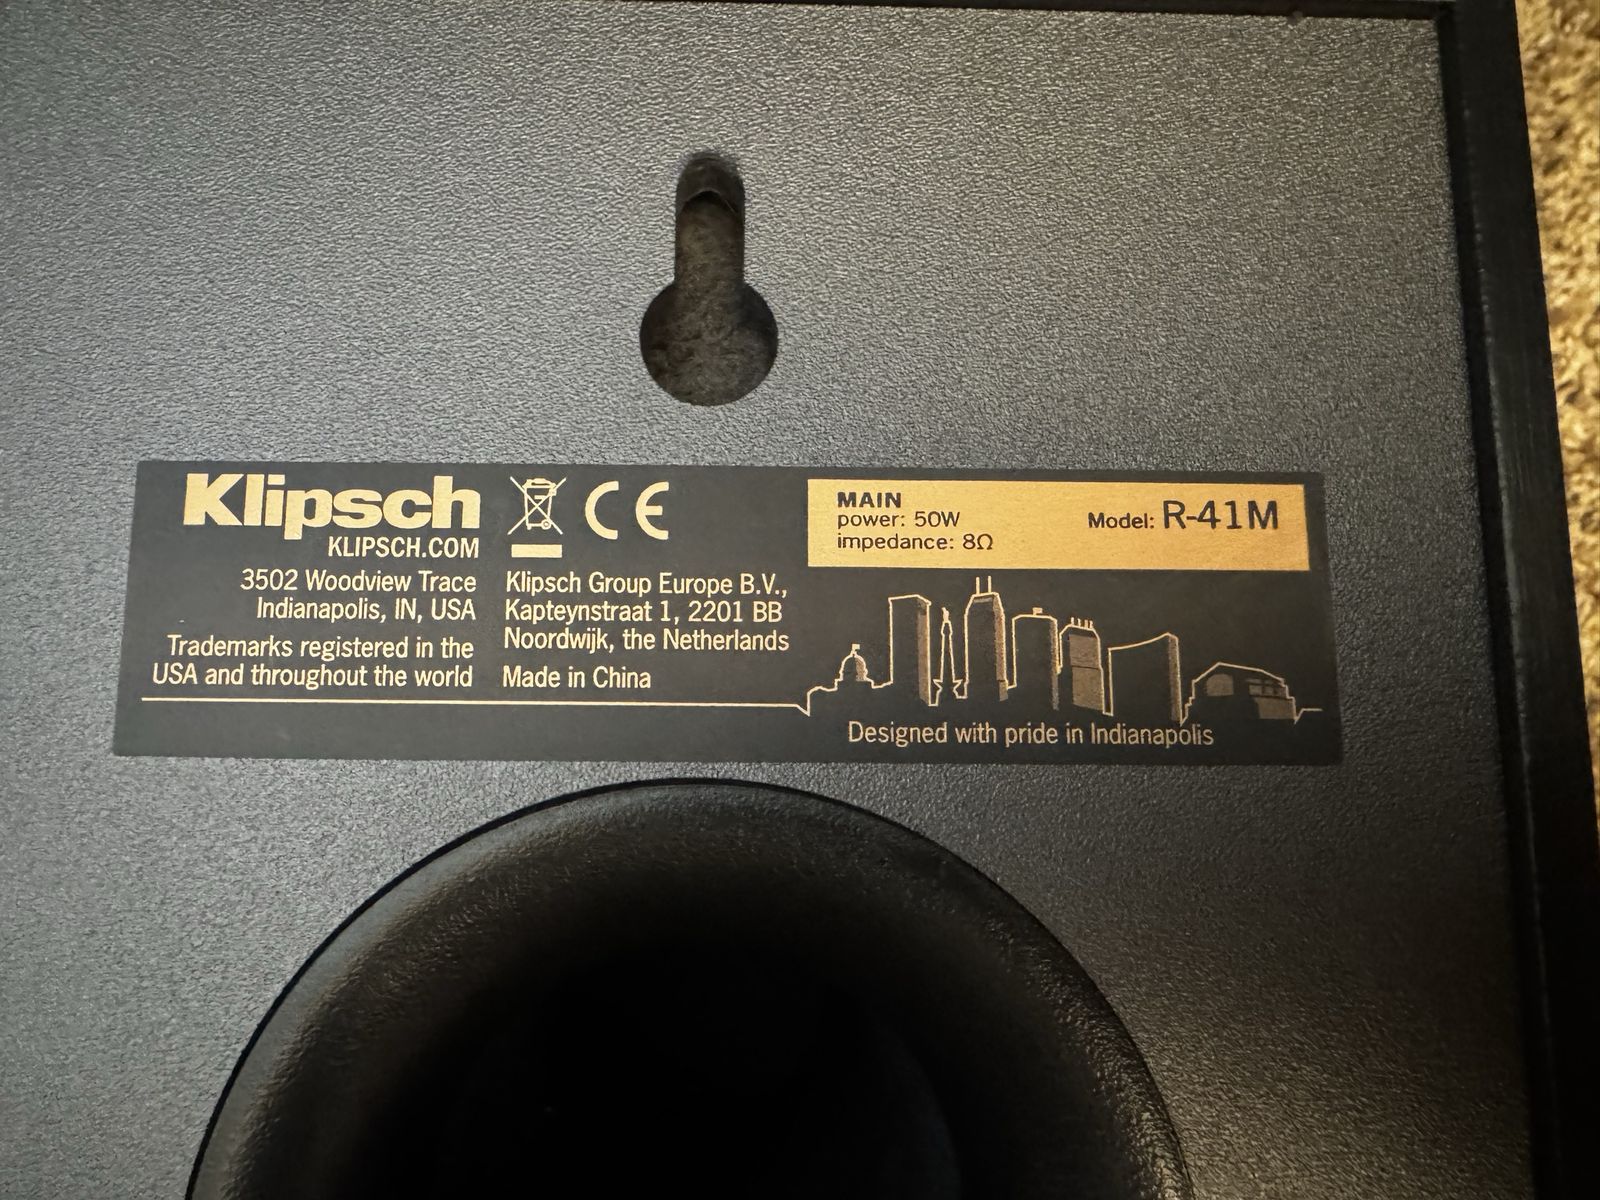 Klipsch
KLIPSCH.COM
3502 Woodview Trace
Indianapolis, IN, USA
Trademarks registered in the
USA and throughout the world
CE
Klipsch Group Europe B.V.,
Kapteynstraat 1, 2201 BB
Noordwijk, the Netherlands
Made in China
MAIN
power: 50W
impedance: 8Ω
Model: R-41M
Designed with pride in Indianapolis